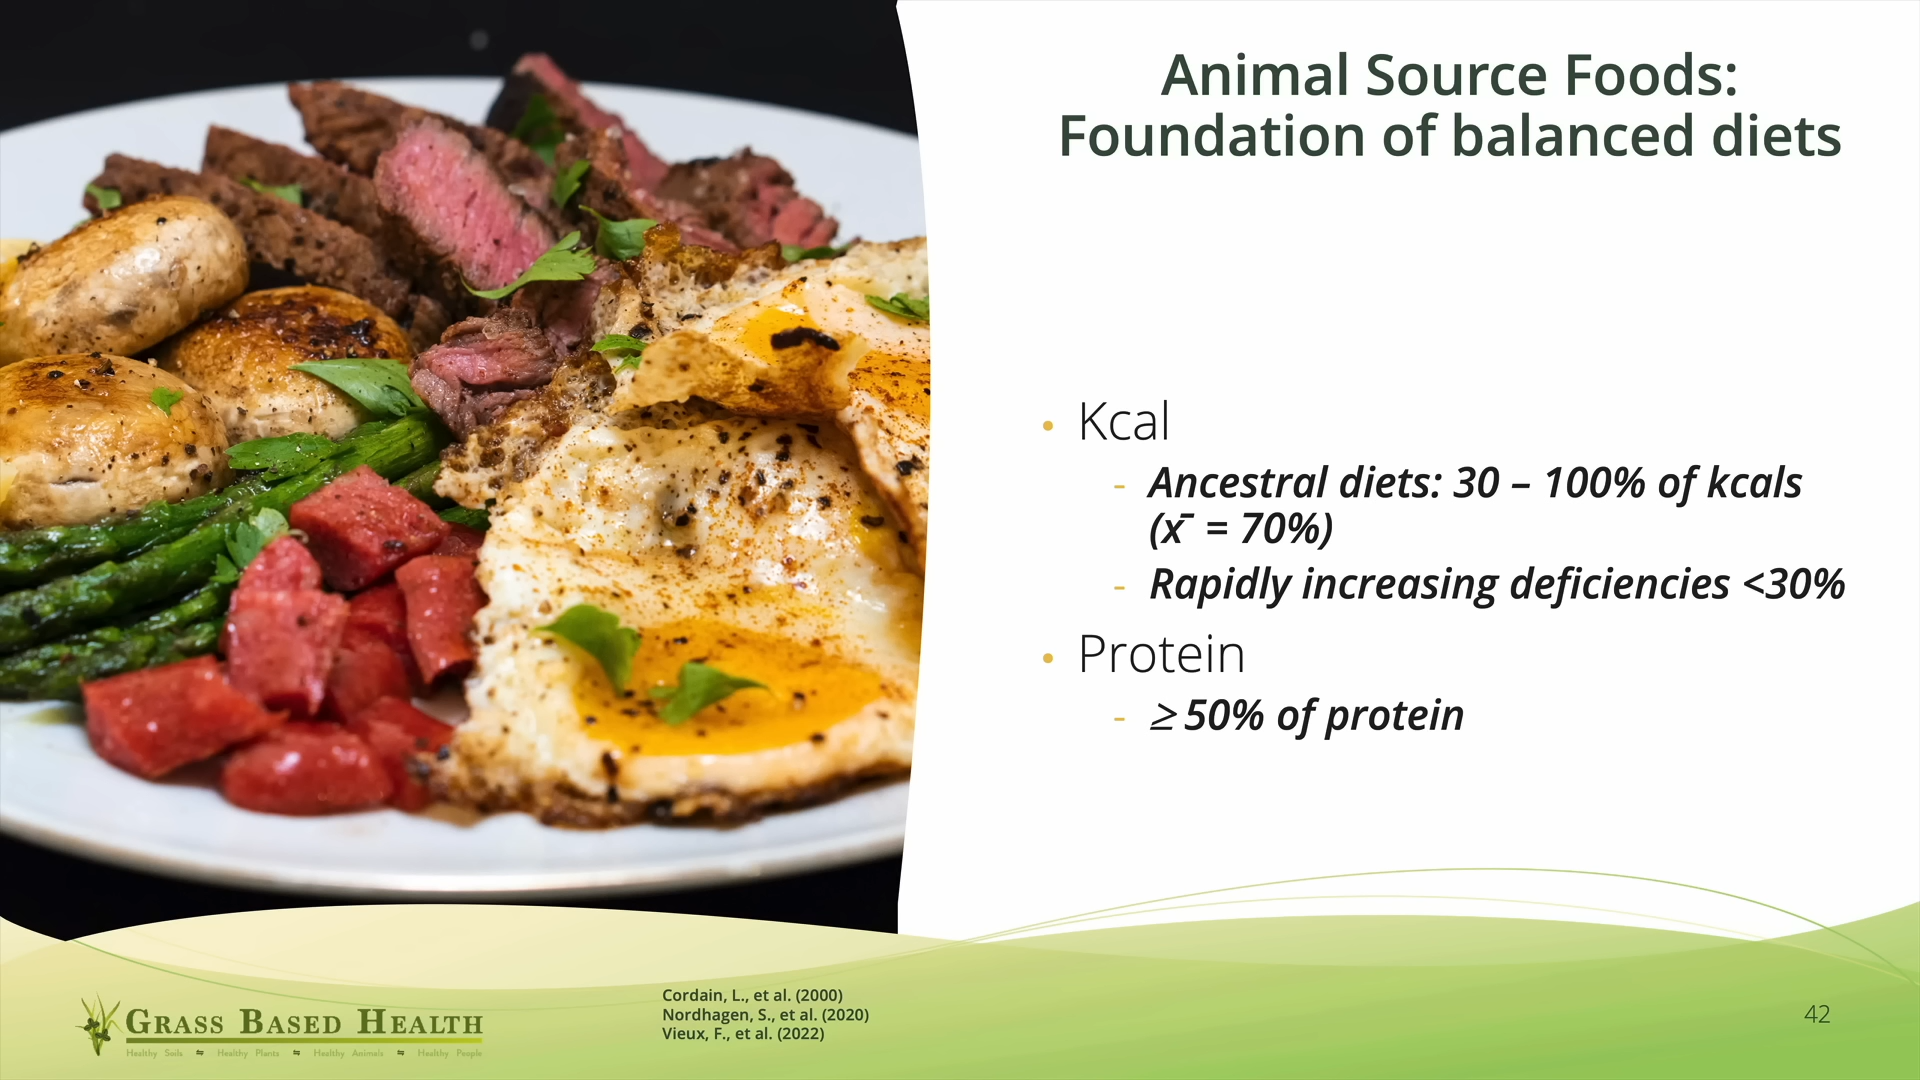 Animal Source Foods:
Foundation of balanced diets
• Kcal
- Ancestral diets: 30 – 100% of kcals
(x̄ = 70%)
- Rapidly increasing deficiencies <30%
• Protein
- ≥ 50% of protein
GRASS BASED HEALTH
Healthy Soils ⇋ Healthy Plants ⇋ Healthy Animals ⇋ Healthy People
Cordain, L., et al. (2000)
Nordhagen, S., et al. (2020)
Vieux, F., et al. (2022)
42